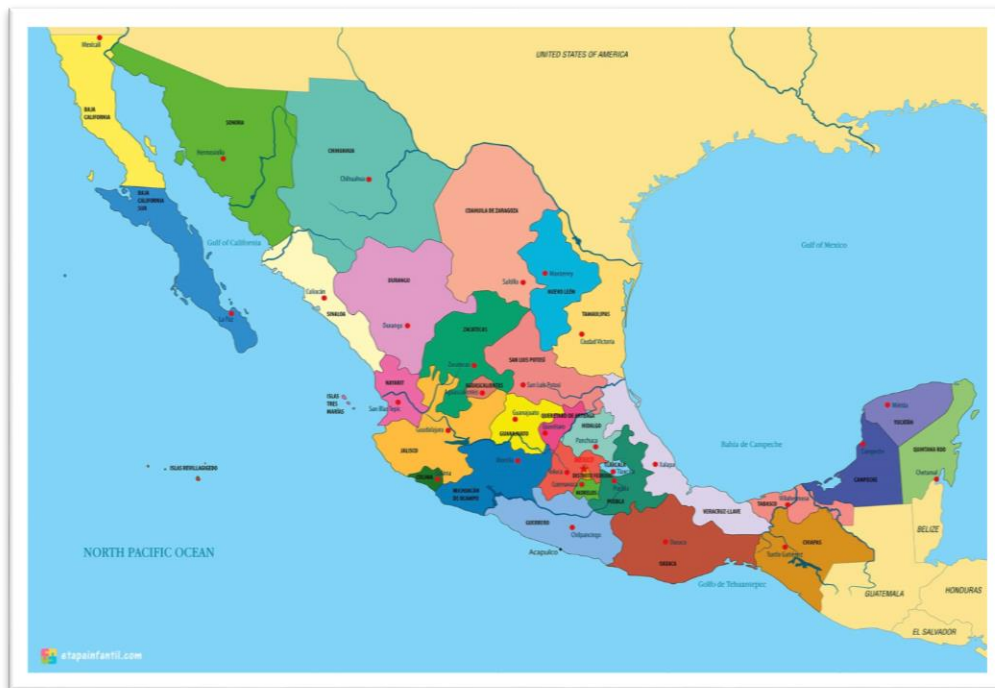 Mexicali
UNITED STATES OF AMERICA
BAJA
CALIFORNIA
SONORA
Hermosillo
CHIHUAHUA
Chihuahua
BAJA
CALIFORNIA
SUR
COAHUILA DE ZARAGOZA
Gulf of California
Gulf of Mexico
Monterrey
DURANGO
Saltillo
NUEVO LEÓN
Culiacán
SINALOA
La Paz
Durango
TAMAULIPAS
ZACATECAS
Ciudad Victoria
SAN LUIS POTOSÍ
Zacatecas
NAYARIT
AGUASCALIENTES
San Luis Potosí
ISLAS
TRES
MARÍAS
Guanajuato
HIDALGO
Mérida
YUCATÁN
Guadalajara
GUANAJUATO
Querétaro
Pachuca
Bahía de Campeche
Campeche
QUINTANA ROO
JALISCO
Morelia
MÉXICO
TLAXCALA
Xalapa
Chetumal
ISLAS REVILLAGIGEDO
COLIMA
Toluca
Cuernavaca
Puebla
CAMPECHE
MICHOACÁN
DE OCAMPO
MORELOS
PUEBLA
VERACRUZ-LLAVE
TABASCO
Villahermosa
GUERRERO
Chilpancingo
BELIZE
Oaxaca
CHIAPAS
NORTH PACIFIC OCEAN
Acapulco
OAXACA
Tuxtla Gutiérrez
Golfo de Tehuantepec
GUATEMALA
HONDURAS
EL SALVADOR
etapainfantil.com